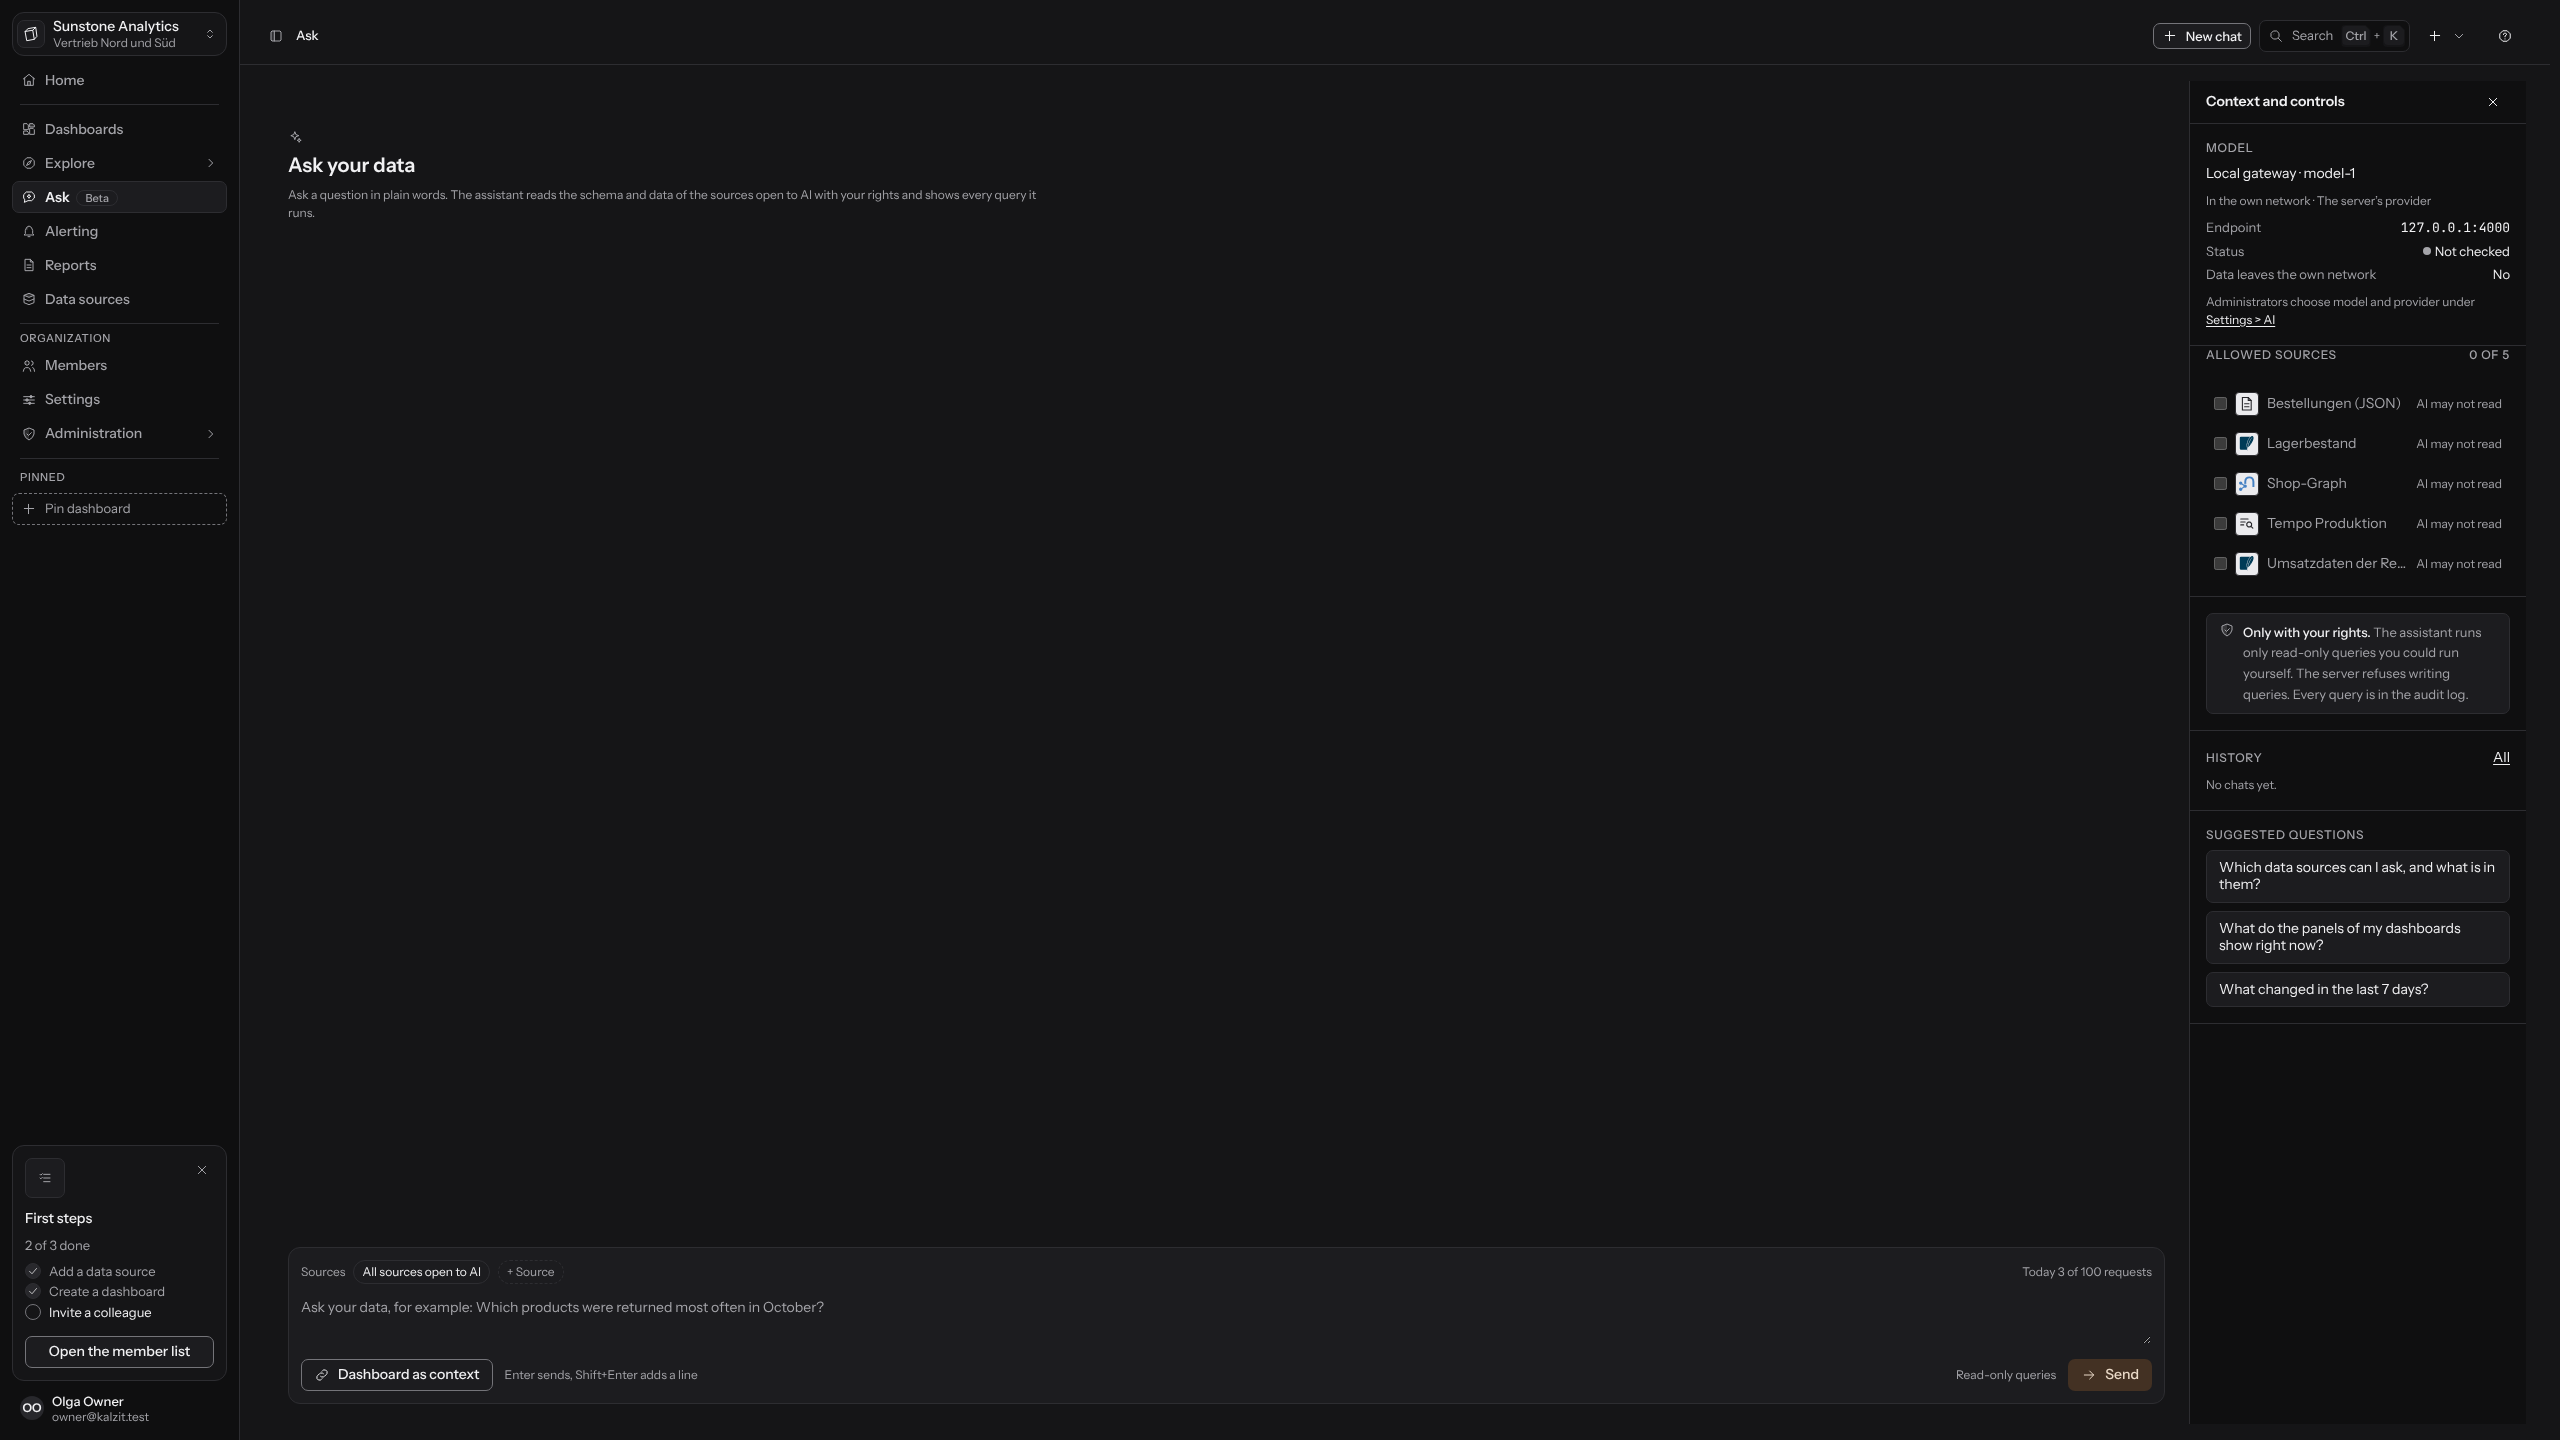 Sunstone Analytics
Vertrieb Nord und Süd
Home
Dashboards
Explore
Ask Beta
Alerting
Reports
Data sources
ORGANIZATION
Members
Settings
Administration
PINNED
Pin dashboard
First steps
2 of 3 done
Add a data source
Create a dashboard
Invite a colleague
Open the member list
OO Olga Owner
owner@kalzit.test
Ask
New chat
Search Ctrl + K
Ask your data
Ask a question in plain words. The assistant reads the schema and data of the sources open to AI with your rights and shows every query it
runs.
Sources All sources open to AI + Source Today 3 of 100 requests
Ask your data, for example: Which products were returned most often in October?
Dashboard as context Enter sends, Shift+Enter adds a line Read-only queries Send
Context and controls
MODEL
Local gateway · model-1
In the own network · The server's provider
Endpoint 127.0.0.1:4000
Status Not checked
Data leaves the own network No
Administrators choose model and provider under
Settings > AI
ALLOWED SOURCES 0 OF 5
Bestellungen (JSON) AI may not read
Lagerbestand AI may not read
Shop-Graph AI may not read
Tempo Produktion AI may not read
Umsatzdaten der Re... AI may not read
Only with your rights. The assistant runs
only read-only queries you could run
yourself. The server refuses writing
queries. Every query is in the audit log.
HISTORY All
No chats yet.
SUGGESTED QUESTIONS
Which data sources can I ask, and what is in
them?
What do the panels of my dashboards
show right now?
What changed in the last 7 days?